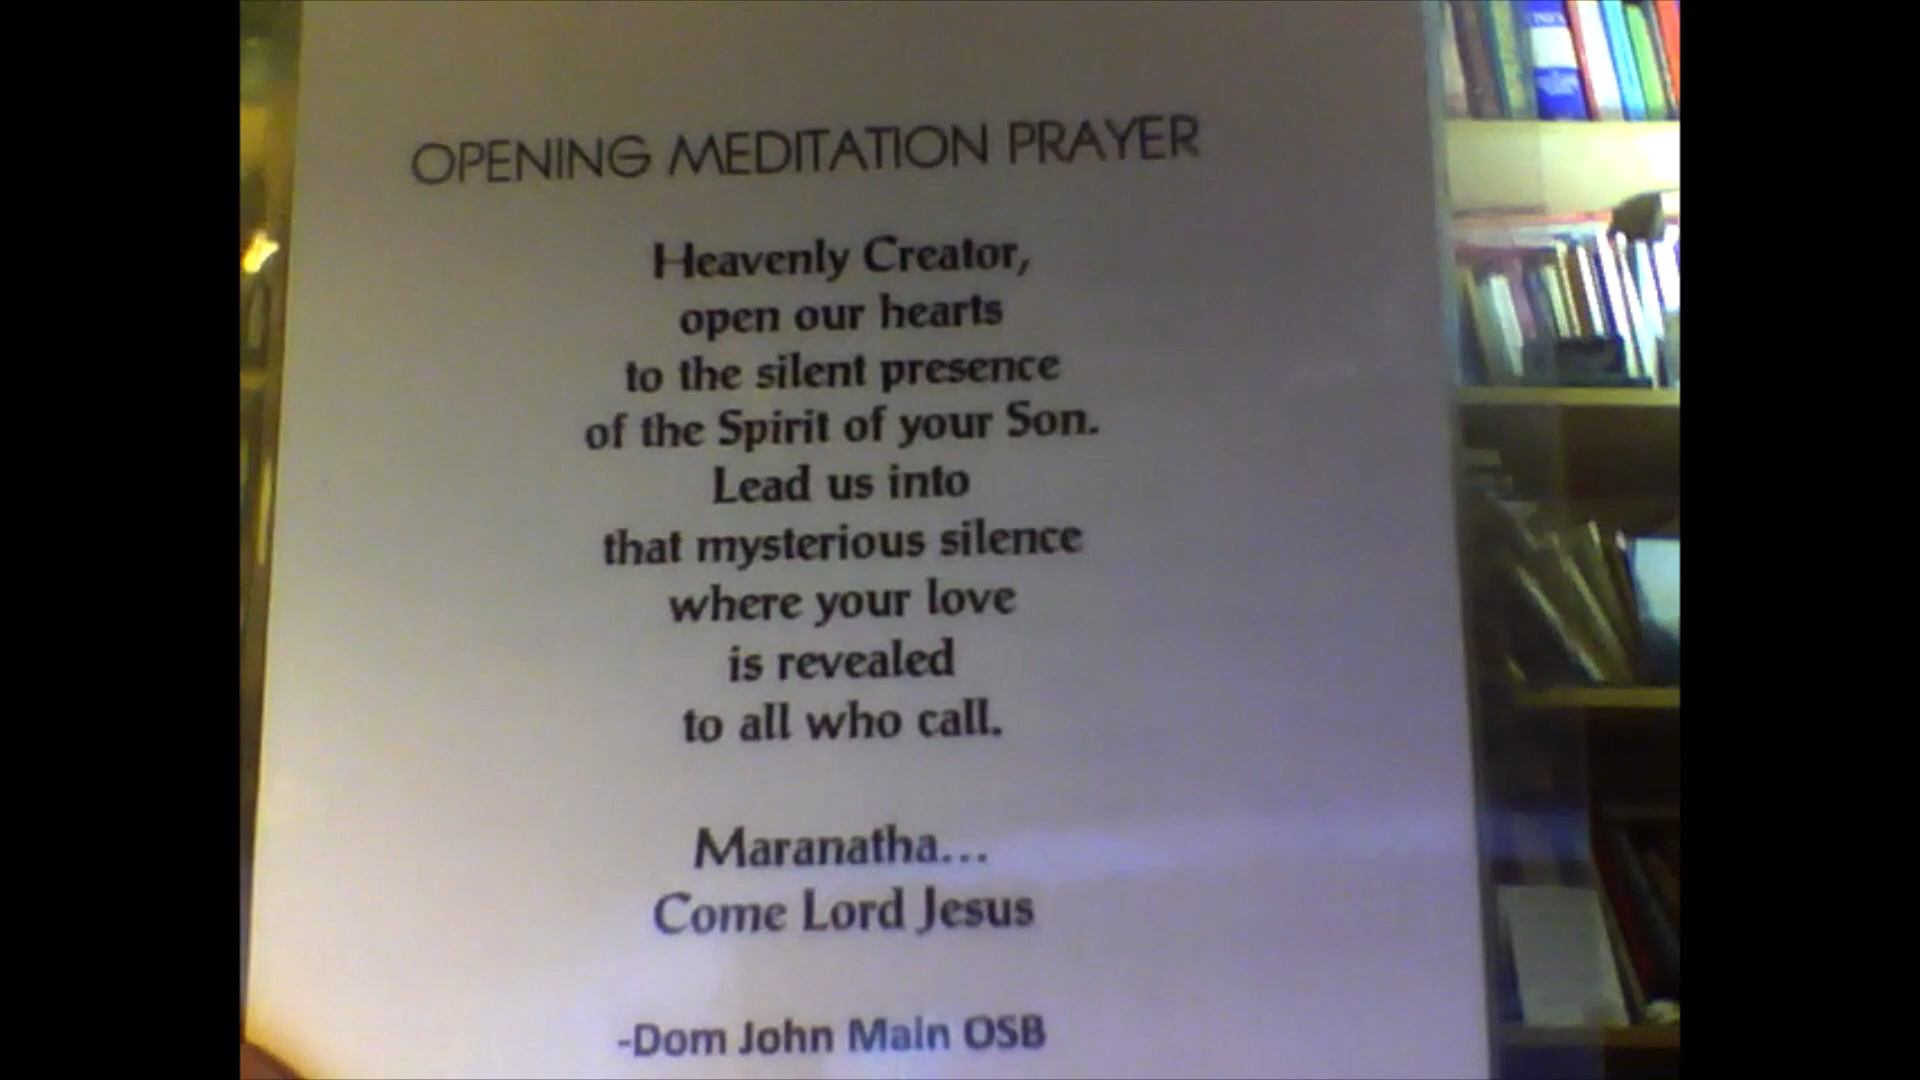 OPENING MEDITATION PRAYER
Heavenly Creator,
open our hearts
to the silent presence
of the Spirit of your Son.
Lead us into
that mysterious silence
where your love
is revealed
to all who call.
Maranatha...
Come Lord Jesus
-Dom John Main OSB